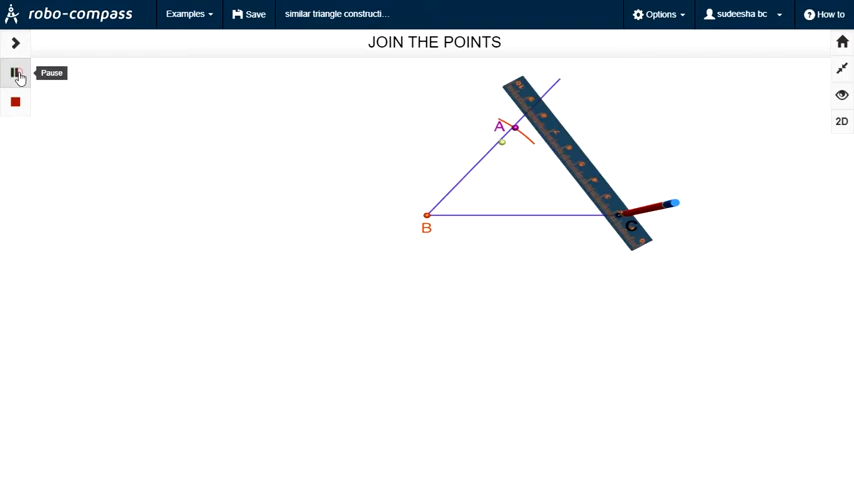 robo-compass
Examples
Save
similar triangle constructi...
Options
sudeesha bc
How to
JOIN THE POINTS
Pause
2D
A
B
C